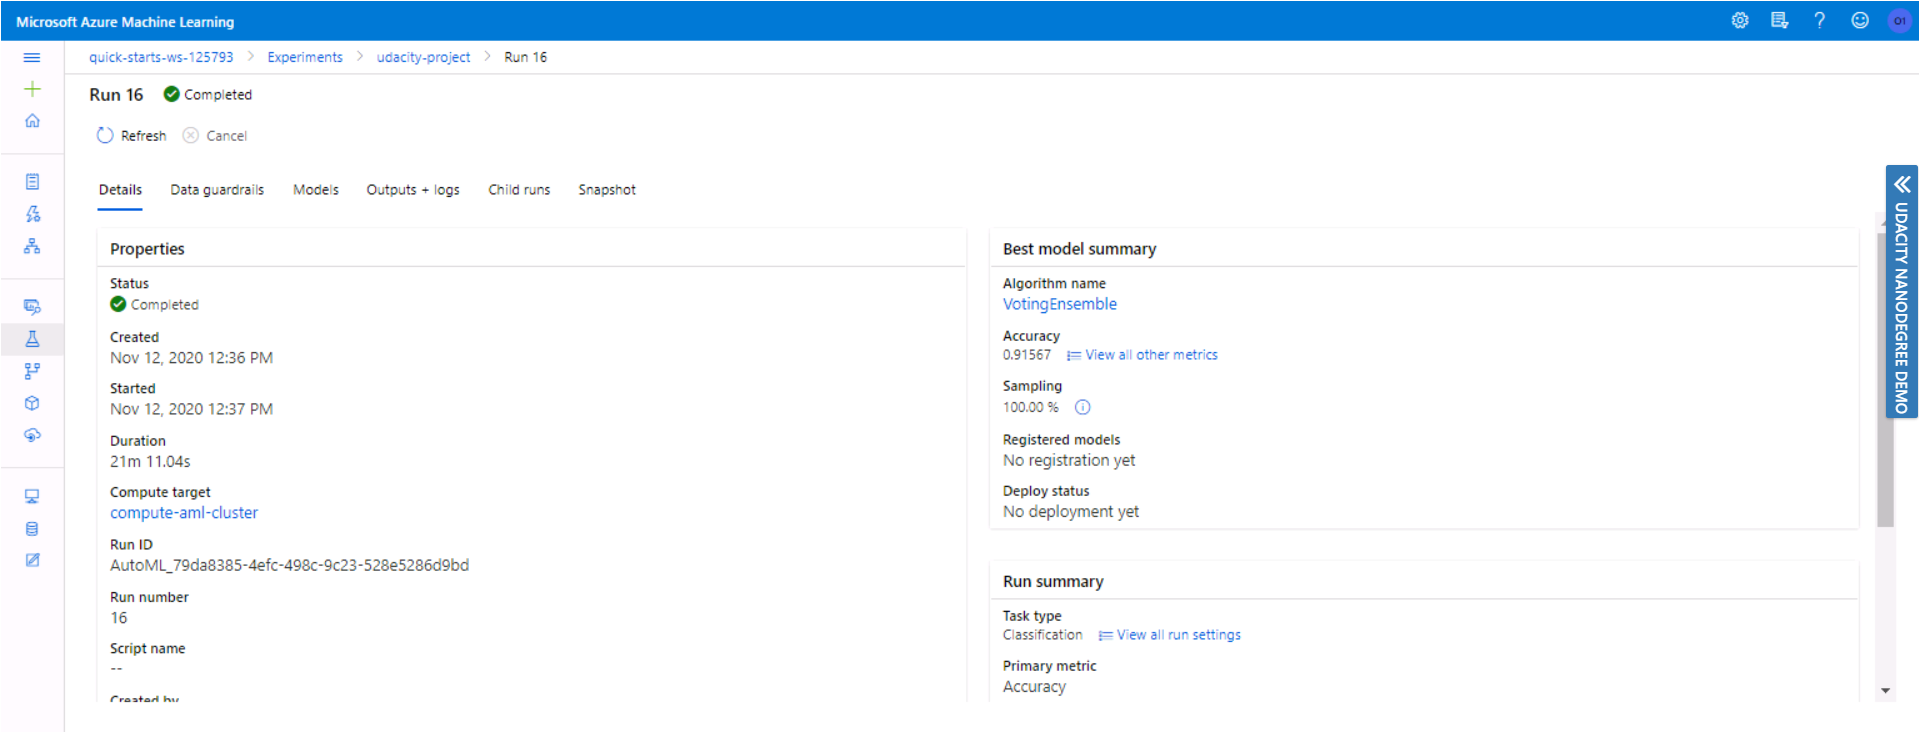 Microsoft Azure Machine Learning
O1
quick-starts-ws-125793 > Experiments > udacity-project > Run 16
Run 16 Completed
Refresh Cancel
Details Data guardrails Models Outputs + logs Child runs Snapshot
Properties
Status
Completed
Created
Nov 12, 2020 12:36 PM
Started
Nov 12, 2020 12:37 PM
Duration
21m 11.04s
Compute target
compute-aml-cluster
Run ID
AutoML_79da8385-4efc-498c-9c23-528e5286d9bd
Run number
16
Script name
--
Created by
Best model summary
Algorithm name
VotingEnsemble
Accuracy
0.91567 View all other metrics
Sampling
100.00 %
Registered models
No registration yet
Deploy status
No deployment yet
Run summary
Task type
Classification View all run settings
Primary metric
Accuracy
UDACITY NANODEGREE DEMO